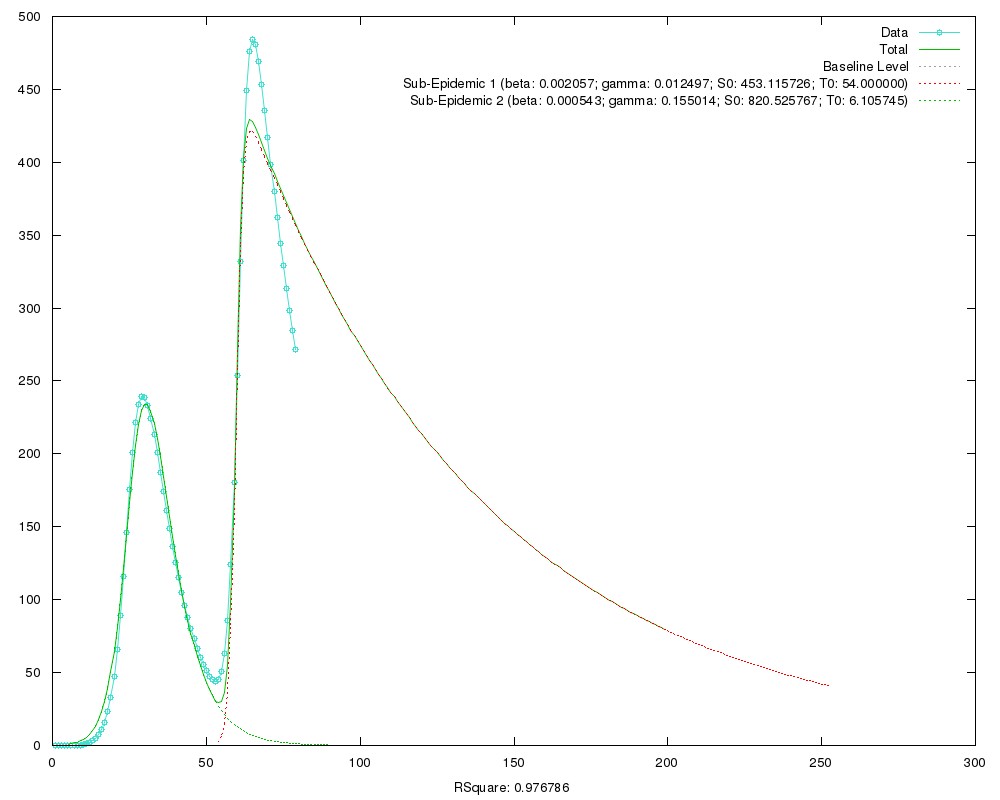 500
450
400
350
300
250
200
150
100
50
0
Data
Total
Baseline Level
Sub-Epidemic 1 (beta: 0.002057; gamma: 0.012497; S0: 453.115726; T0: 54.000000)
Sub-Epidemic 2 (beta: 0.000543; gamma: 0.155014; S0: 820.525767; T0: 6.105745)
0 50 100 150 200 250 300
RSquare: 0.976786